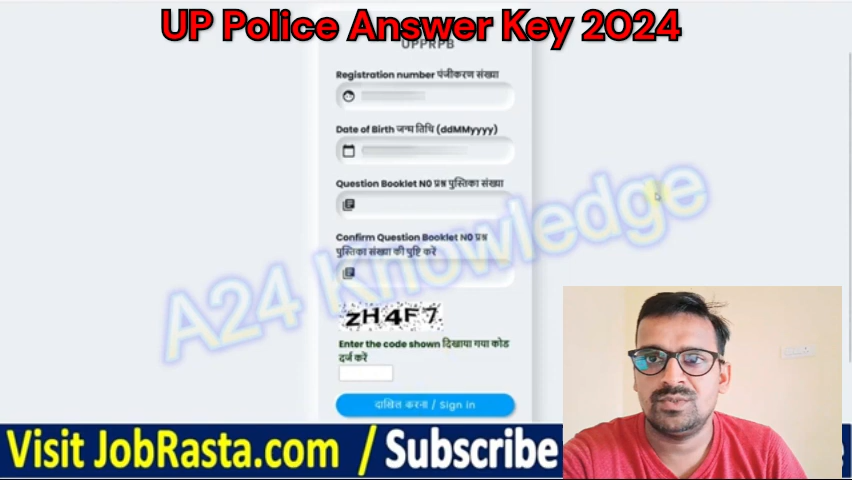 UP Police Answer Key 2024
UPPRPB
Registration number पंजीकरण संख्या
Date of Birth जन्म तिथि (ddMMyyyy)
Question Booklet N0 प्रश्न पुस्तिका संख्या
Confirm Question Booklet N0 प्रश्न
पुस्तिका संख्या की पुष्टि करें
A24 Knowledge
zH4F7
Enter the code shown दिखाया गया कोड
दर्ज करें
दाखिल करना / Sign in
Visit JobRasta.com / Subscribe